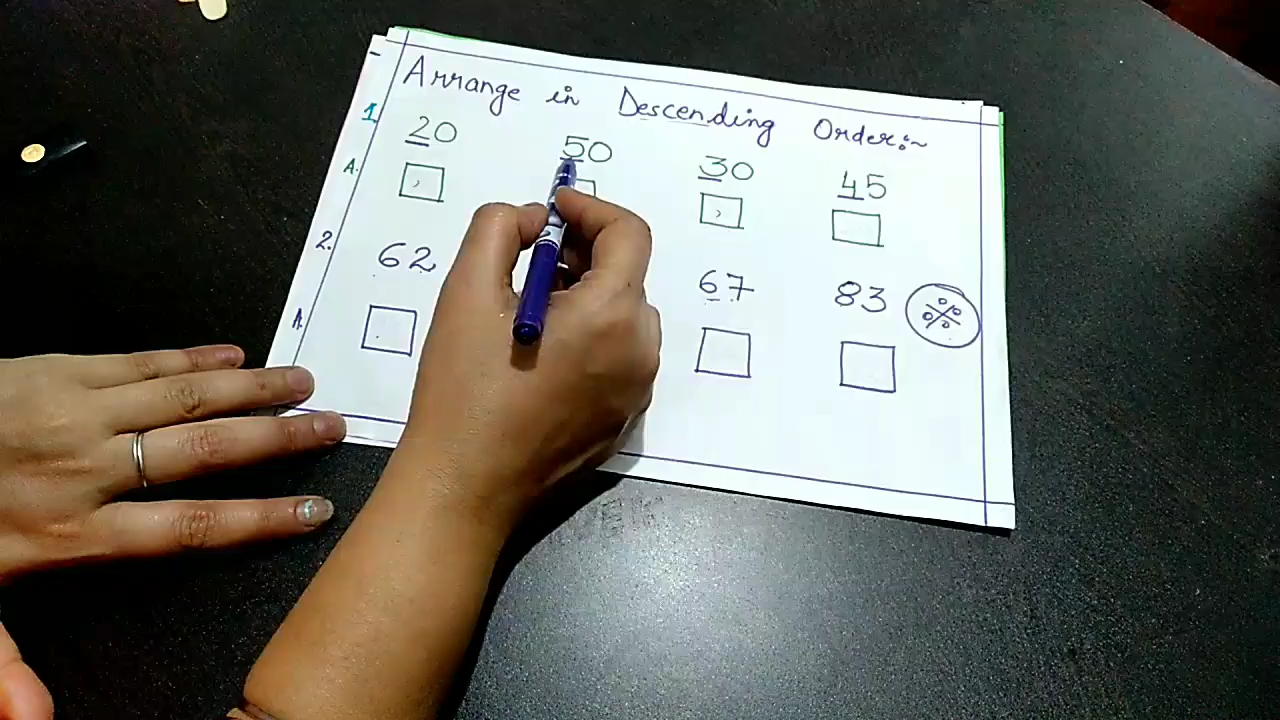 Arrange in Descending Order:~
1. 20 50 30 45
A. , ,
2. 62 67 83
A.